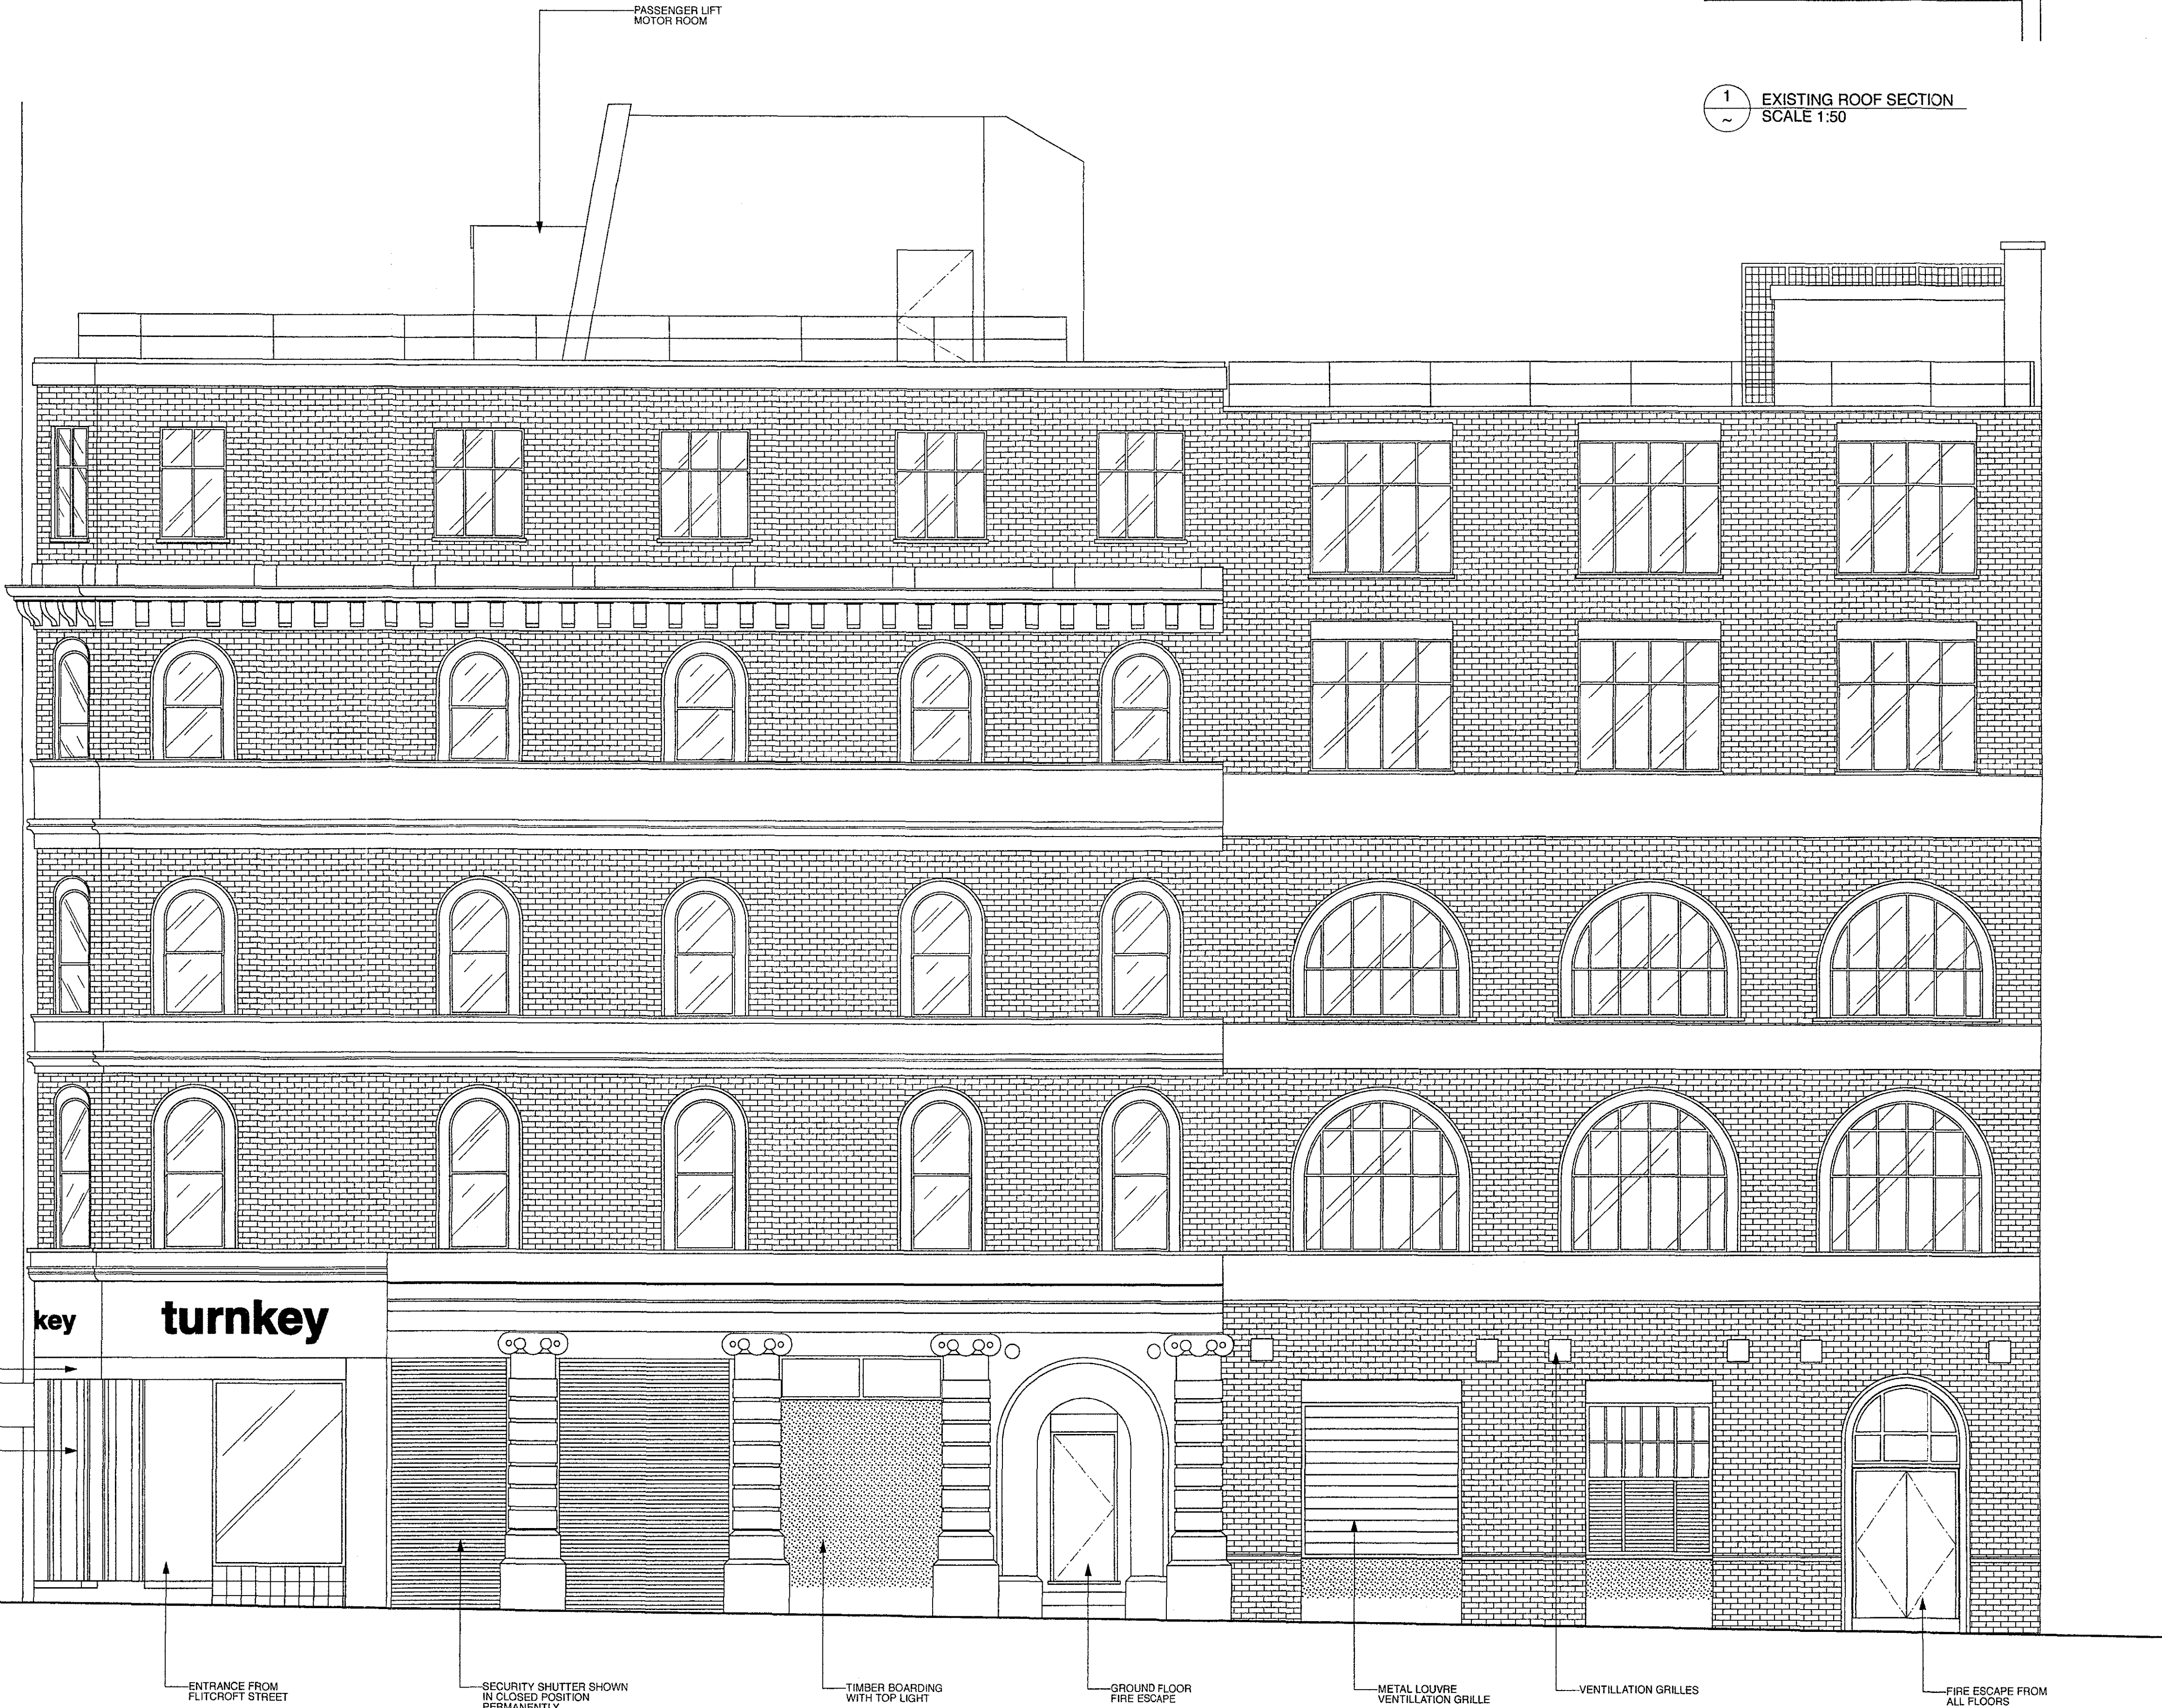 PASSENGER LIFT
MOTOR ROOM
1
~
EXISTING ROOF SECTION
SCALE 1:50
key
turnkey
ENTRANCE FROM
FLITCROFT STREET
SECURITY SHUTTER SHOWN
IN CLOSED POSITION
PERMANENTLY
TIMBER BOARDING
WITH TOP LIGHT
GROUND FLOOR
FIRE ESCAPE
METAL LOUVRE
VENTILLATION GRILLE
VENTILLATION GRILLES
FIRE ESCAPE FROM
ALL FLOORS